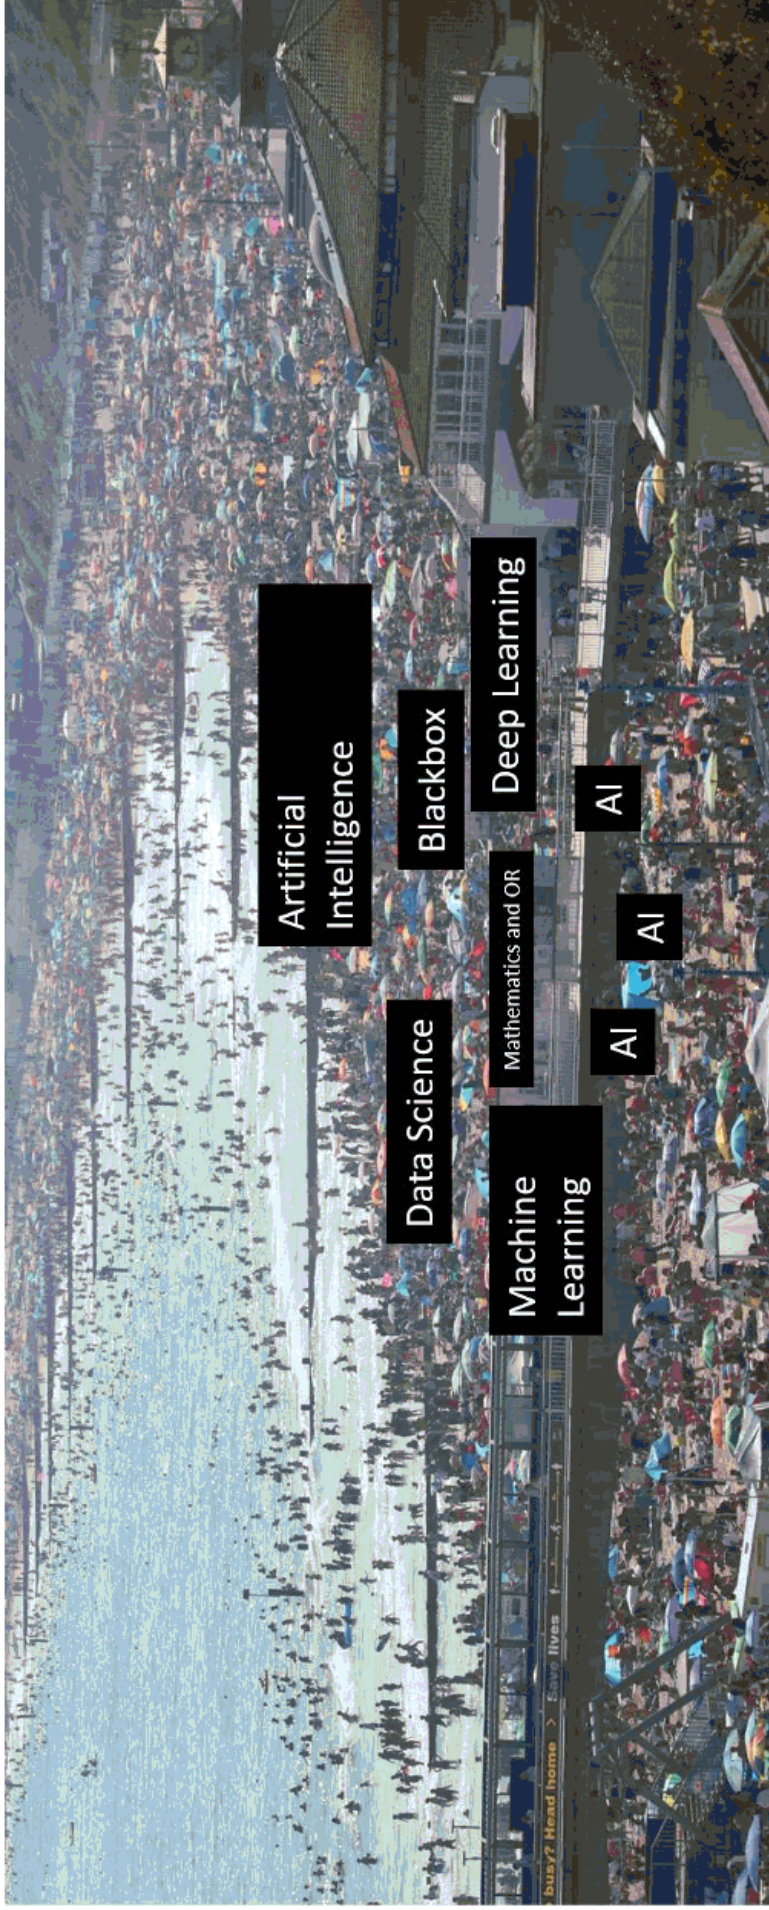 Artificial
Intelligence
Blackbox
Data Science
Deep Learning
Mathematics and OR
Machine
Learning
AI
AI
AI
busy? Head home > Save lives